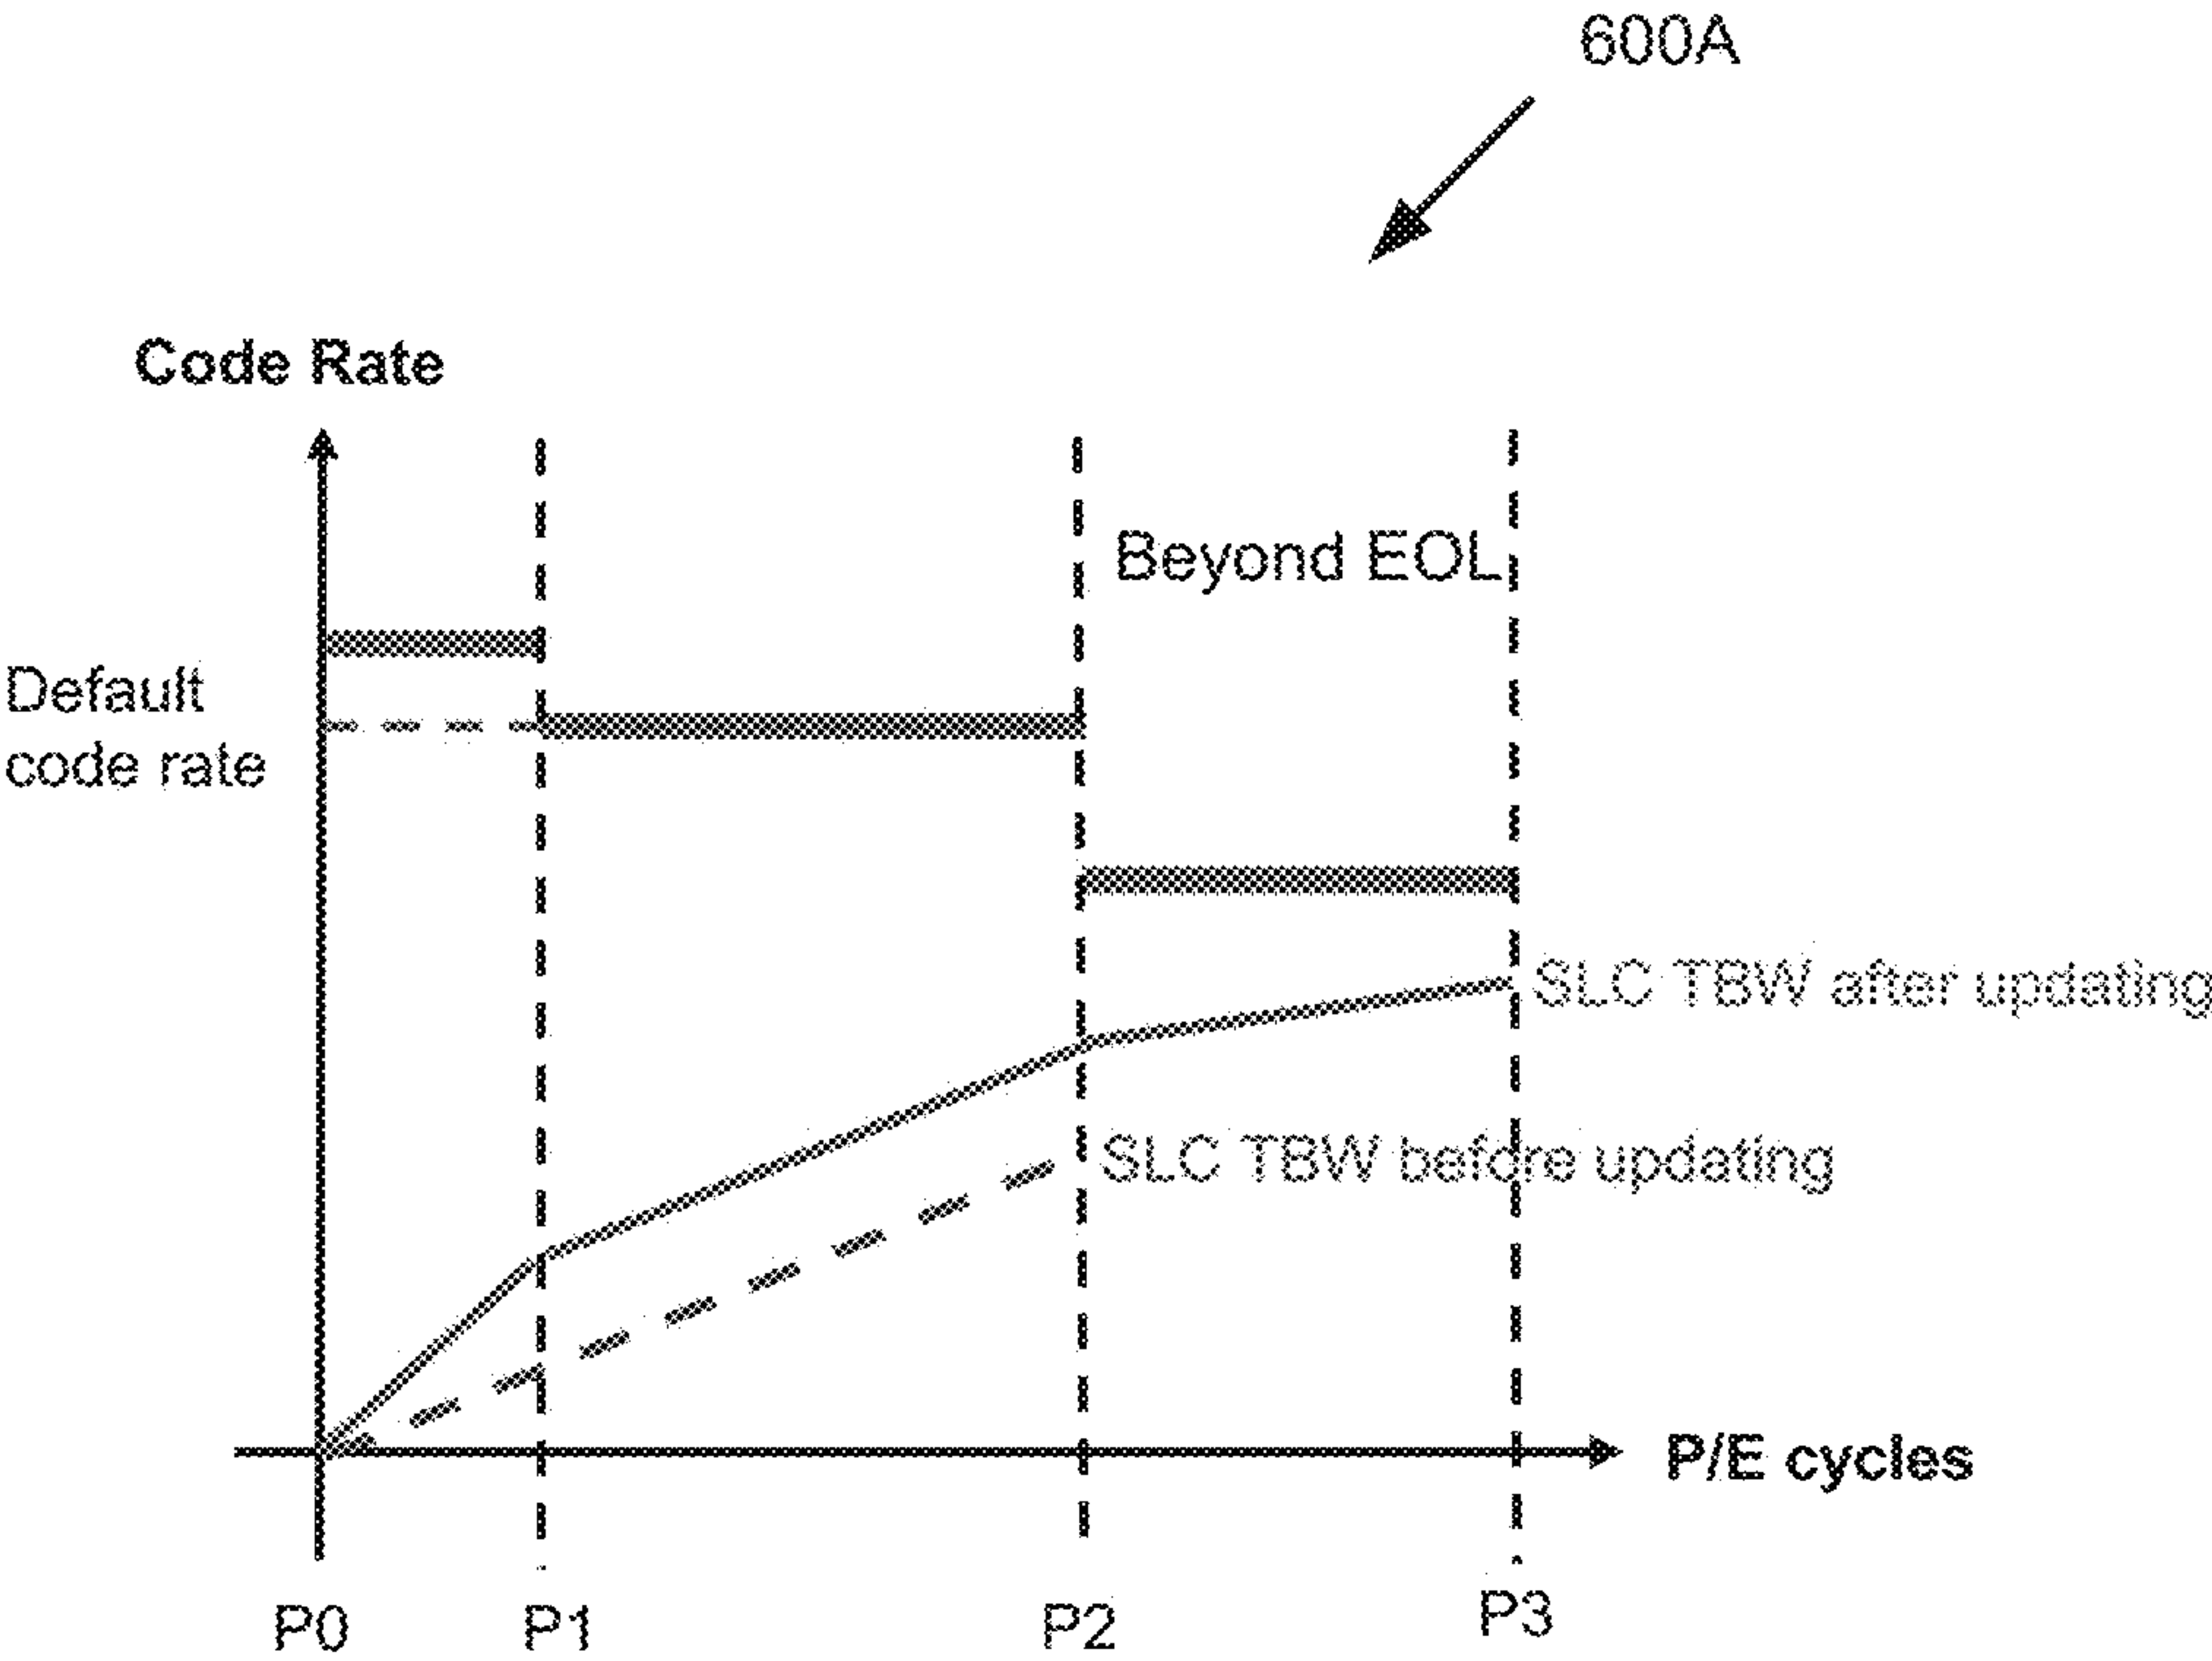 600A
Code Rate
Beyond EOL
Default
code rate
SLC TBW after updating
SLC TBW before updating
P/E cycles
P0
P1
P2
P3